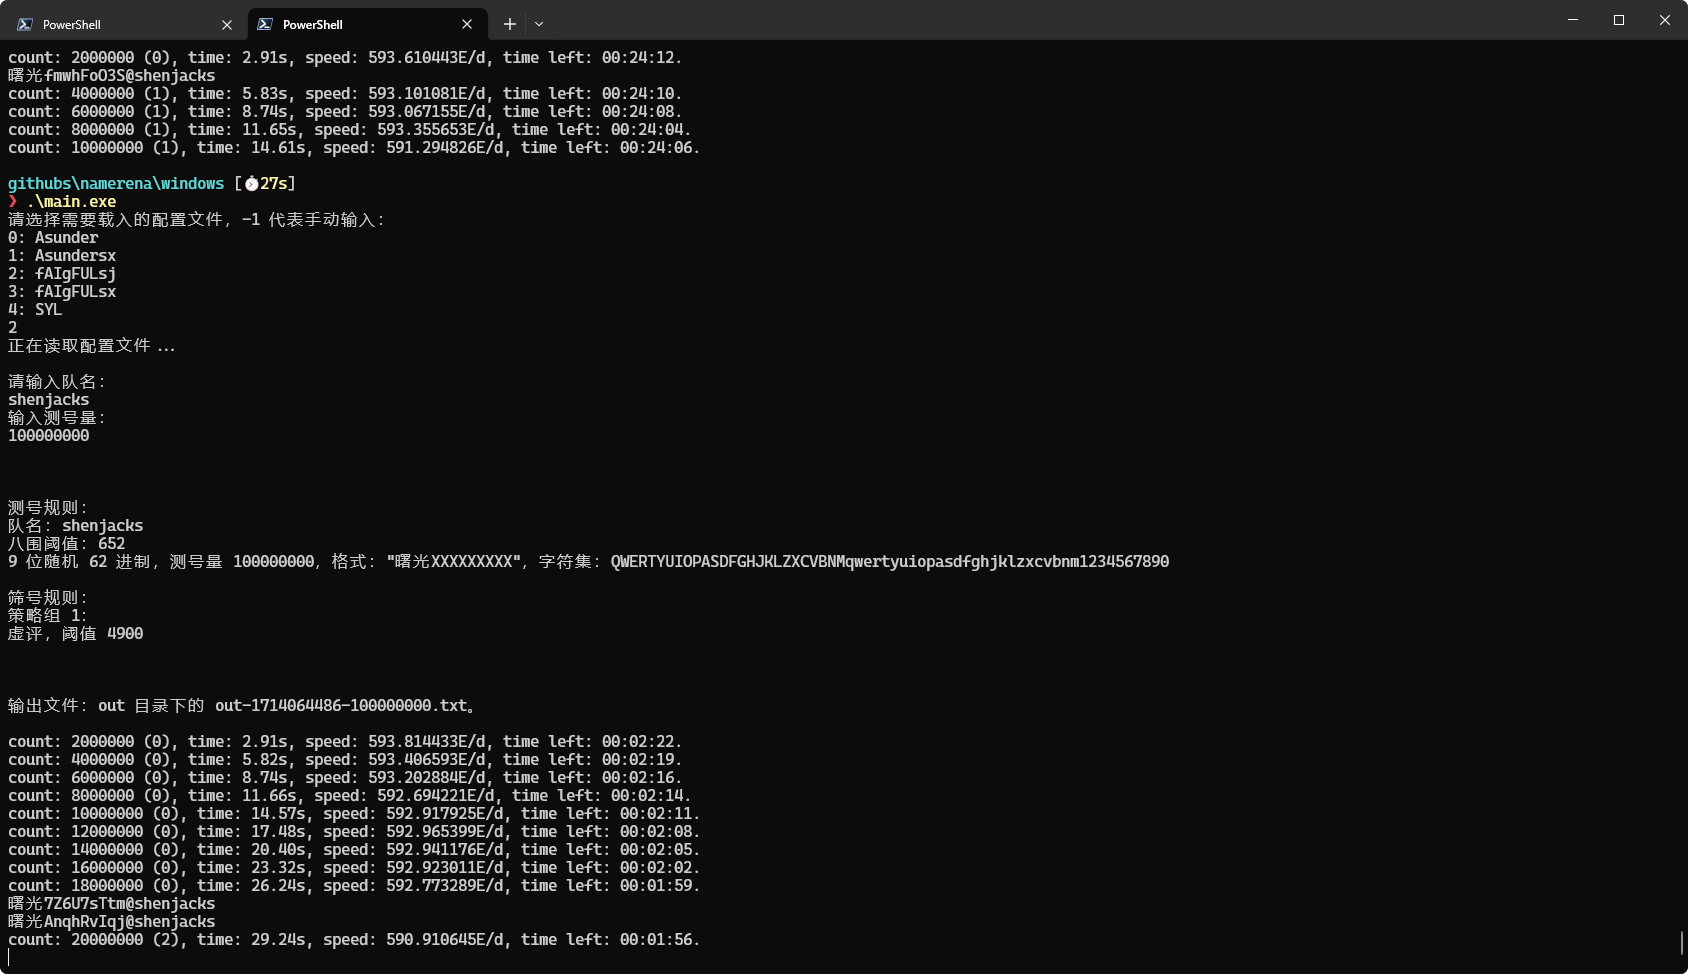 PowerShell
PowerShell
count: 2000000 (0), time: 2.91s, speed: 593.610443E/d, time left: 00:24:12.
曙光fmwhFoO3S@shenjacks
count: 4000000 (1), time: 5.83s, speed: 593.101081E/d, time left: 00:24:10.
count: 6000000 (1), time: 8.74s, speed: 593.067155E/d, time left: 00:24:08.
count: 8000000 (1), time: 11.65s, speed: 593.355653E/d, time left: 00:24:04.
count: 10000000 (1), time: 14.61s, speed: 591.294826E/d, time left: 00:24:06.
githubs\namerena\windows [⏱27s]
❯ .\main.exe
请选择需要载入的配置文件，-1 代表手动输入：
0: Asunder
1: Asundersx
2: fAIgFULsj
3: fAIgFULsx
4: SYL
2
正在读取配置文件 ...
请输入队名：
shenjacks
输入测号量：
100000000
测号规则：
队名：shenjacks
八围阈值：652
9 位随机 62 进制，测号量 100000000，格式："曙光XXXXXXXXX"，字符集：QWERTYUIOPASDFGHJKLZXCVBNMqwertyuiopasdfghjklzxcvbnm1234567890
筛号规则：
策略组 1：
虚评，阈值 4900
输出文件：out 目录下的 out-1714064486-100000000.txt。
count: 2000000 (0), time: 2.91s, speed: 593.814433E/d, time left: 00:02:22.
count: 4000000 (0), time: 5.82s, speed: 593.406593E/d, time left: 00:02:19.
count: 6000000 (0), time: 8.74s, speed: 593.202884E/d, time left: 00:02:16.
count: 8000000 (0), time: 11.66s, speed: 592.694221E/d, time left: 00:02:14.
count: 10000000 (0), time: 14.57s, speed: 592.917925E/d, time left: 00:02:11.
count: 12000000 (0), time: 17.48s, speed: 592.965399E/d, time left: 00:02:08.
count: 14000000 (0), time: 20.40s, speed: 592.941176E/d, time left: 00:02:05.
count: 16000000 (0), time: 23.32s, speed: 592.923011E/d, time left: 00:02:02.
count: 18000000 (0), time: 26.24s, speed: 592.773289E/d, time left: 00:01:59.
曙光7Z6U7sTtm@shenjacks
曙光AnqhRvIqj@shenjacks
count: 20000000 (2), time: 29.24s, speed: 590.910645E/d, time left: 00:01:56.